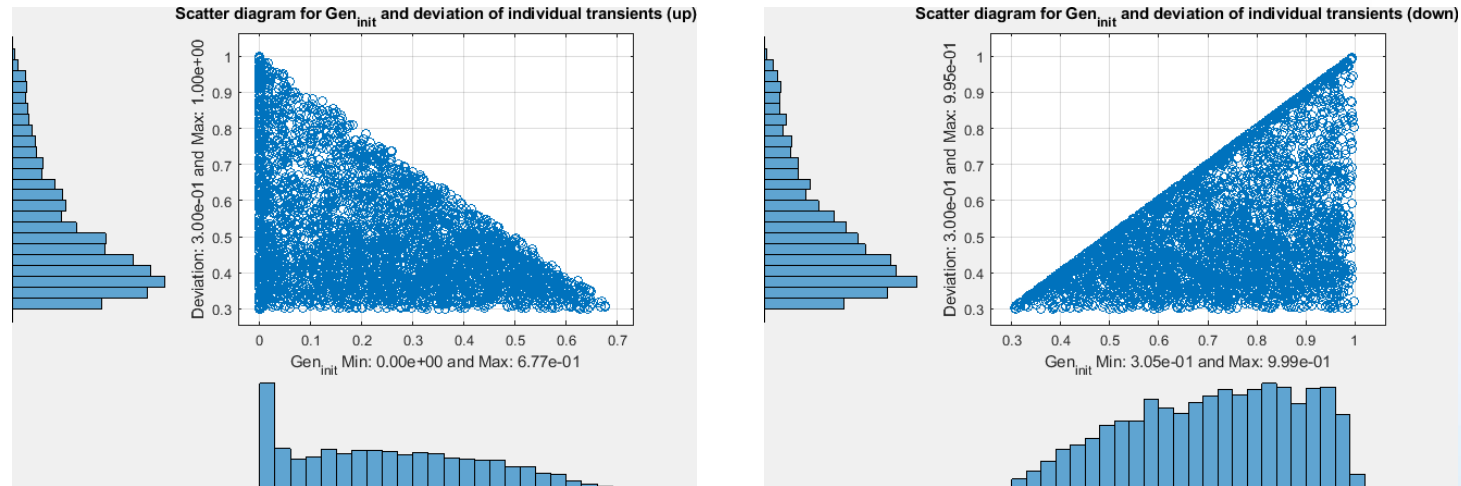 Scatter diagram for Gen_init and deviation of individual transients (up)
Deviation: 3.00e-01 and Max: 1.00e+00
1
0.9
0.8
0.7
0.6
0.5
0.4
0.3
0 0.1 0.2 0.3 0.4 0.5 0.6 0.7
Gen_init Min: 0.00e+00 and Max: 6.77e-01
Scatter diagram for Gen_init and deviation of individual transients (down)
Deviation: 3.00e-01 and Max: 9.95e-01
1
0.9
0.8
0.7
0.6
0.5
0.4
0.3
0.3 0.4 0.5 0.6 0.7 0.8 0.9 1
Gen_init Min: 3.05e-01 and Max: 9.99e-01